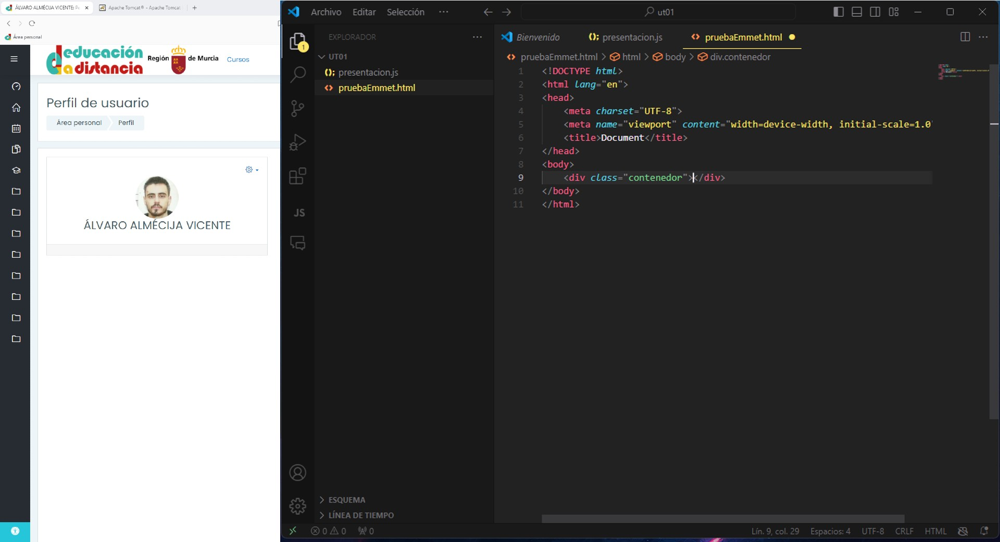 ÁLVARO ALMÉCIJA VICENTE: Pe
Apache Tomcat® - Apache Tomcat
Área personal
educación
a distancia
Región de Murcia
Cursos
Perfil de usuario
Área personal
Perfil
ÁLVARO ALMÉCIJA VICENTE
Archivo
Editar
Selección
ut01
EXPLORADOR
1
UT01
(); presentacion.js
<> pruebaEmmet.html
JS
ESQUEMA
LÍNEA DE TIEMPO
Bienvenido
(); presentacion.js
<> pruebaEmmet.html
<> pruebaEmmet.html > html > body > div.contenedor
1 <!DOCTYPE html>
2 <html lang="en">
3 <head>
4 <meta charset="UTF-8">
5 <meta name="viewport" content="width=device-width, initial-scale=1.0"
6 <title>Document</title>
7 </head>
8 <body>
9 <div class="contenedor"></div>
10 </body>
11 </html>
0 0 0
Lín. 9, col. 29
Espacios: 4
UTF-8
CRLF
HTML